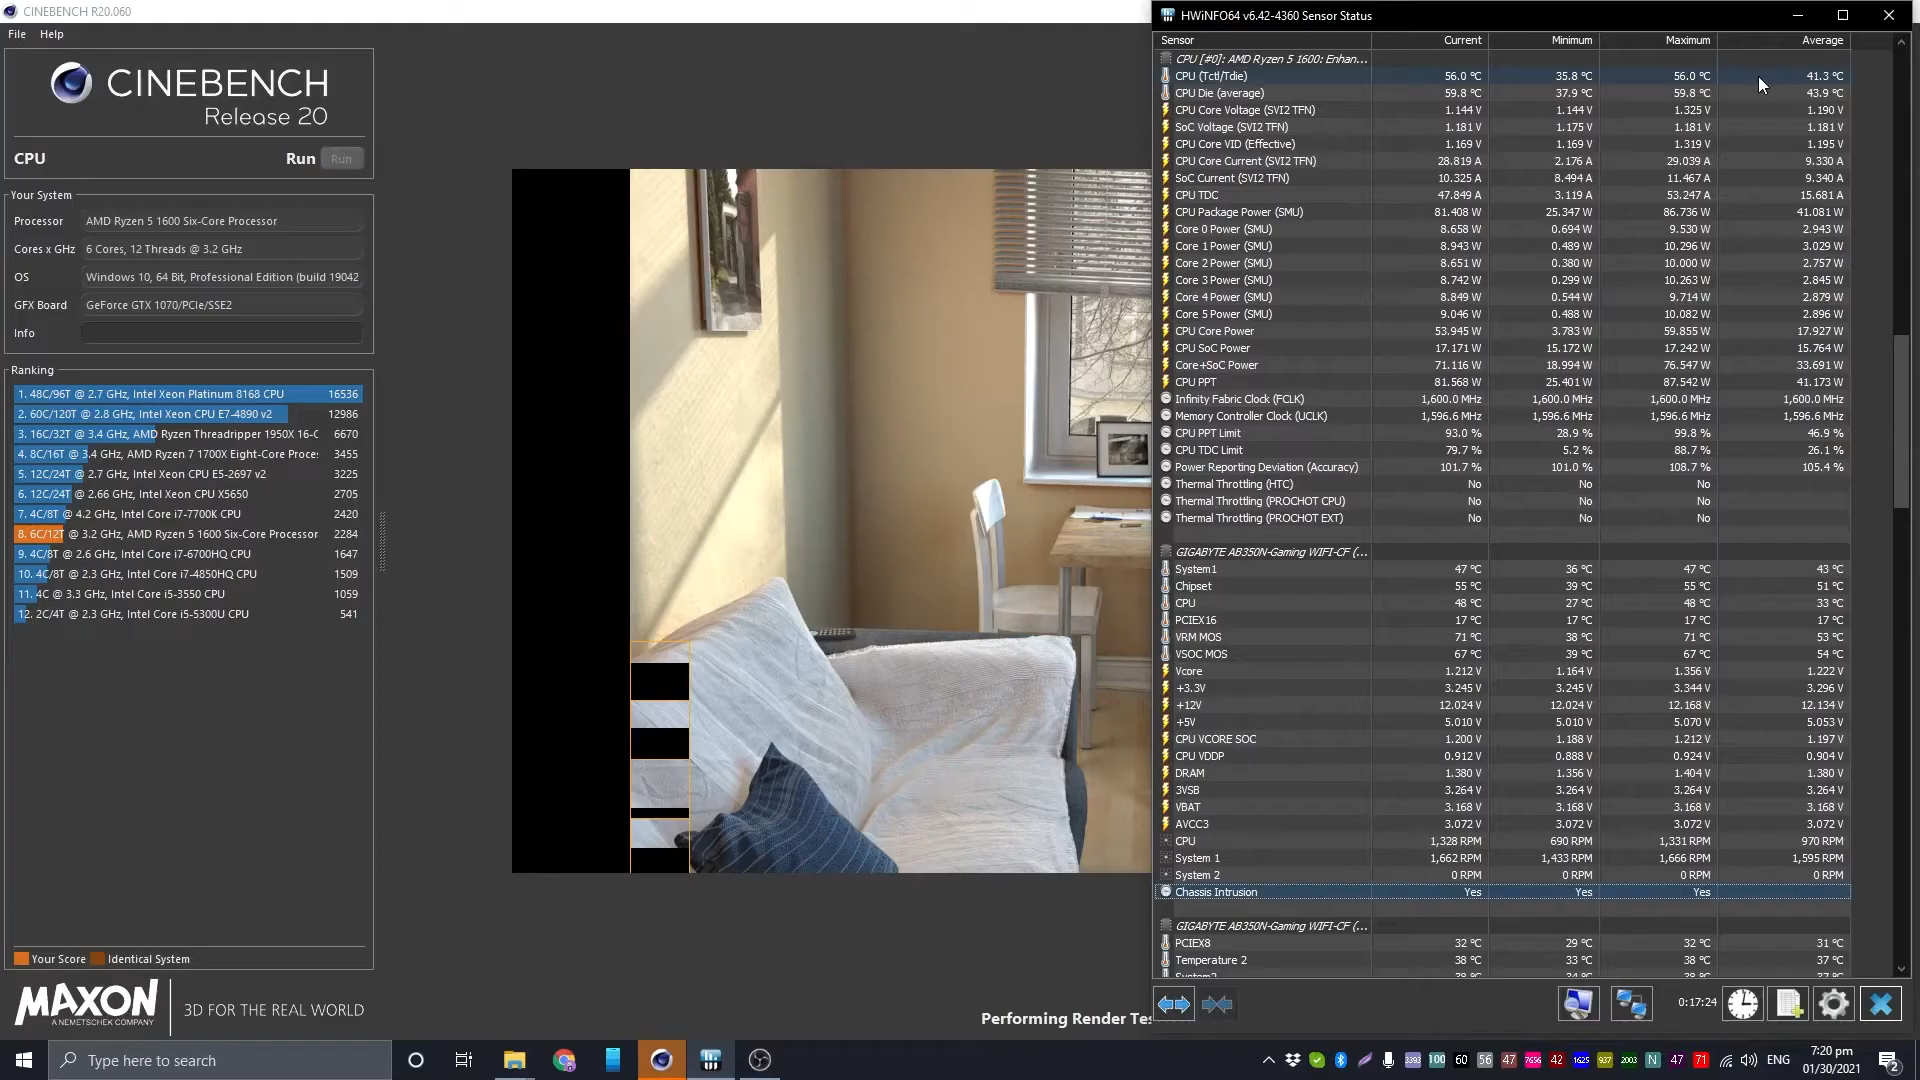 CINEBENCH R20.060
File Help
CINEBENCH
Release 20
CPU Run Run
Your System
Processor AMD Ryzen 5 1600 Six-Core Processor
Cores x GHz 6 Cores, 12 Threads @ 3.2 GHz
OS Windows 10, 64 Bit, Professional Edition (build 19042
GFX Board GeForce GTX 1070/PCIe/SSE2
Info
Ranking
1. 48C/96T @ 2.7 GHz, Intel Xeon Platinum 8168 CPU 16536
2. 60C/120T @ 2.8 GHz, Intel Xeon CPU E7-4890 v2 12986
3. 16C/32T @ 3.4 GHz, AMD Ryzen Threadripper 1950X 16-C 6670
4. 8C/16T @ 3.4 GHz, AMD Ryzen 7 1700X Eight-Core Proce: 3455
5. 12C/24T @ 2.7 GHz, Intel Xeon CPU E5-2697 v2 3225
6. 12C/24T @ 2.66 GHz, Intel Xeon CPU X5650 2705
7. 4C/8T @ 4.2 GHz, Intel Core i7-7700K CPU 2420
8. 6C/12T @ 3.2 GHz, AMD Ryzen 5 1600 Six-Core Processor 2284
9. 4C/8T @ 2.6 GHz, Intel Core i7-6700HQ CPU 1647
10. 4C/8T @ 2.3 GHz, Intel Core i7-4850HQ CPU 1509
11. 4C @ 3.3 GHz, Intel Core i5-3550 CPU 1059
12. 2C/4T @ 2.3 GHz, Intel Core i5-5300U CPU 541
Your Score Identical System
MAXON
A NEMETSCHEK COMPANY
3D FOR THE REAL WORLD
Performing Render Te
HWiNFO64 v6.42-4360 Sensor Status
Sensor Current Minimum Maximum Average
CPU [#0]: AMD Ryzen 5 1600: Enhan...
CPU (Tctl/Tdie) 56.0 °C 35.8 °C 56.0 °C 41.3 °C
CPU Die (average) 59.8 °C 37.9 °C 59.8 °C 43.9 °C
CPU Core Voltage (SVI2 TFN) 1.144 V 1.144 V 1.325 V 1.190 V
SoC Voltage (SVI2 TFN) 1.181 V 1.175 V 1.181 V 1.181 V
CPU Core VID (Effective) 1.169 V 1.169 V 1.319 V 1.195 V
CPU Core Current (SVI2 TFN) 28.819 A 2.176 A 29.039 A 9.330 A
SoC Current (SVI2 TFN) 10.325 A 8.494 A 11.467 A 9.340 A
CPU TDC 47.849 A 3.119 A 53.247 A 15.681 A
CPU Package Power (SMU) 81.408 W 25.347 W 86.736 W 41.081 W
Core 0 Power (SMU) 8.658 W 0.694 W 9.530 W 2.943 W
Core 1 Power (SMU) 8.943 W 0.489 W 10.296 W 3.029 W
Core 2 Power (SMU) 8.651 W 0.380 W 10.000 W 2.757 W
Core 3 Power (SMU) 8.742 W 0.299 W 10.263 W 2.845 W
Core 4 Power (SMU) 8.849 W 0.544 W 9.714 W 2.879 W
Core 5 Power (SMU) 9.046 W 0.488 W 10.082 W 2.896 W
CPU Core Power 53.945 W 3.783 W 59.855 W 17.927 W
CPU SoC Power 17.171 W 15.172 W 17.242 W 15.764 W
Core+SoC Power 71.116 W 18.994 W 76.547 W 33.691 W
CPU PPT 81.568 W 25.401 W 87.542 W 41.173 W
Infinity Fabric Clock (FCLK) 1,600.0 MHz 1,600.0 MHz 1,600.0 MHz 1,600.0 MHz
Memory Controller Clock (UCLK) 1,596.6 MHz 1,596.6 MHz 1,596.6 MHz 1,596.6 MHz
CPU PPT Limit 93.0 % 28.9 % 99.8 % 46.9 %
CPU TDC Limit 79.7 % 5.2 % 88.7 % 26.1 %
Power Reporting Deviation (Accuracy) 101.7 % 101.0 % 108.7 % 105.4 %
Thermal Throttling (HTC) No No No
Thermal Throttling (PROCHOT CPU) No No No
Thermal Throttling (PROCHOT EXT) No No No
GIGABYTE AB350N-Gaming WIFI-CF (...
System1 47 °C 36 °C 47 °C 43 °C
Chipset 55 °C 39 °C 55 °C 51 °C
CPU 48 °C 27 °C 48 °C 33 °C
PCIEX16 17 °C 17 °C 17 °C 17 °C
VRM MOS 71 °C 38 °C 71 °C 53 °C
VSOC MOS 67 °C 39 °C 67 °C 54 °C
Vcore 1.212 V 1.164 V 1.356 V 1.222 V
+3.3V 3.245 V 3.245 V 3.344 V 3.296 V
+12V 12.024 V 12.024 V 12.168 V 12.134 V
+5V 5.010 V 5.010 V 5.070 V 5.053 V
CPU VCORE SOC 1.200 V 1.188 V 1.212 V 1.197 V
CPU VDDP 0.912 V 0.888 V 0.924 V 0.904 V
DRAM 1.380 V 1.356 V 1.404 V 1.380 V
3VSB 3.264 V 3.264 V 3.264 V 3.264 V
VBAT 3.168 V 3.168 V 3.168 V 3.168 V
AVCC3 3.072 V 3.072 V 3.072 V 3.072 V
CPU 1,328 RPM 690 RPM 1,331 RPM 970 RPM
System 1 1,662 RPM 1,433 RPM 1,666 RPM 1,595 RPM
System 2 0 RPM 0 RPM 0 RPM 0 RPM
Chassis Intrusion Yes Yes Yes
GIGABYTE AB350N-Gaming WIFI-CF (...
PCIEX8 32 °C 29 °C 32 °C 31 °C
Temperature 2 38 °C 33 °C 38 °C 37 °C
System2 38 °C 34 °C 38 °C 37 °C
0:17:24
Type here to search
3393 100 60 56 47 7656 42 1625 937 2003 N 47 71 ENG
7:20 pm
01/30/2021
2